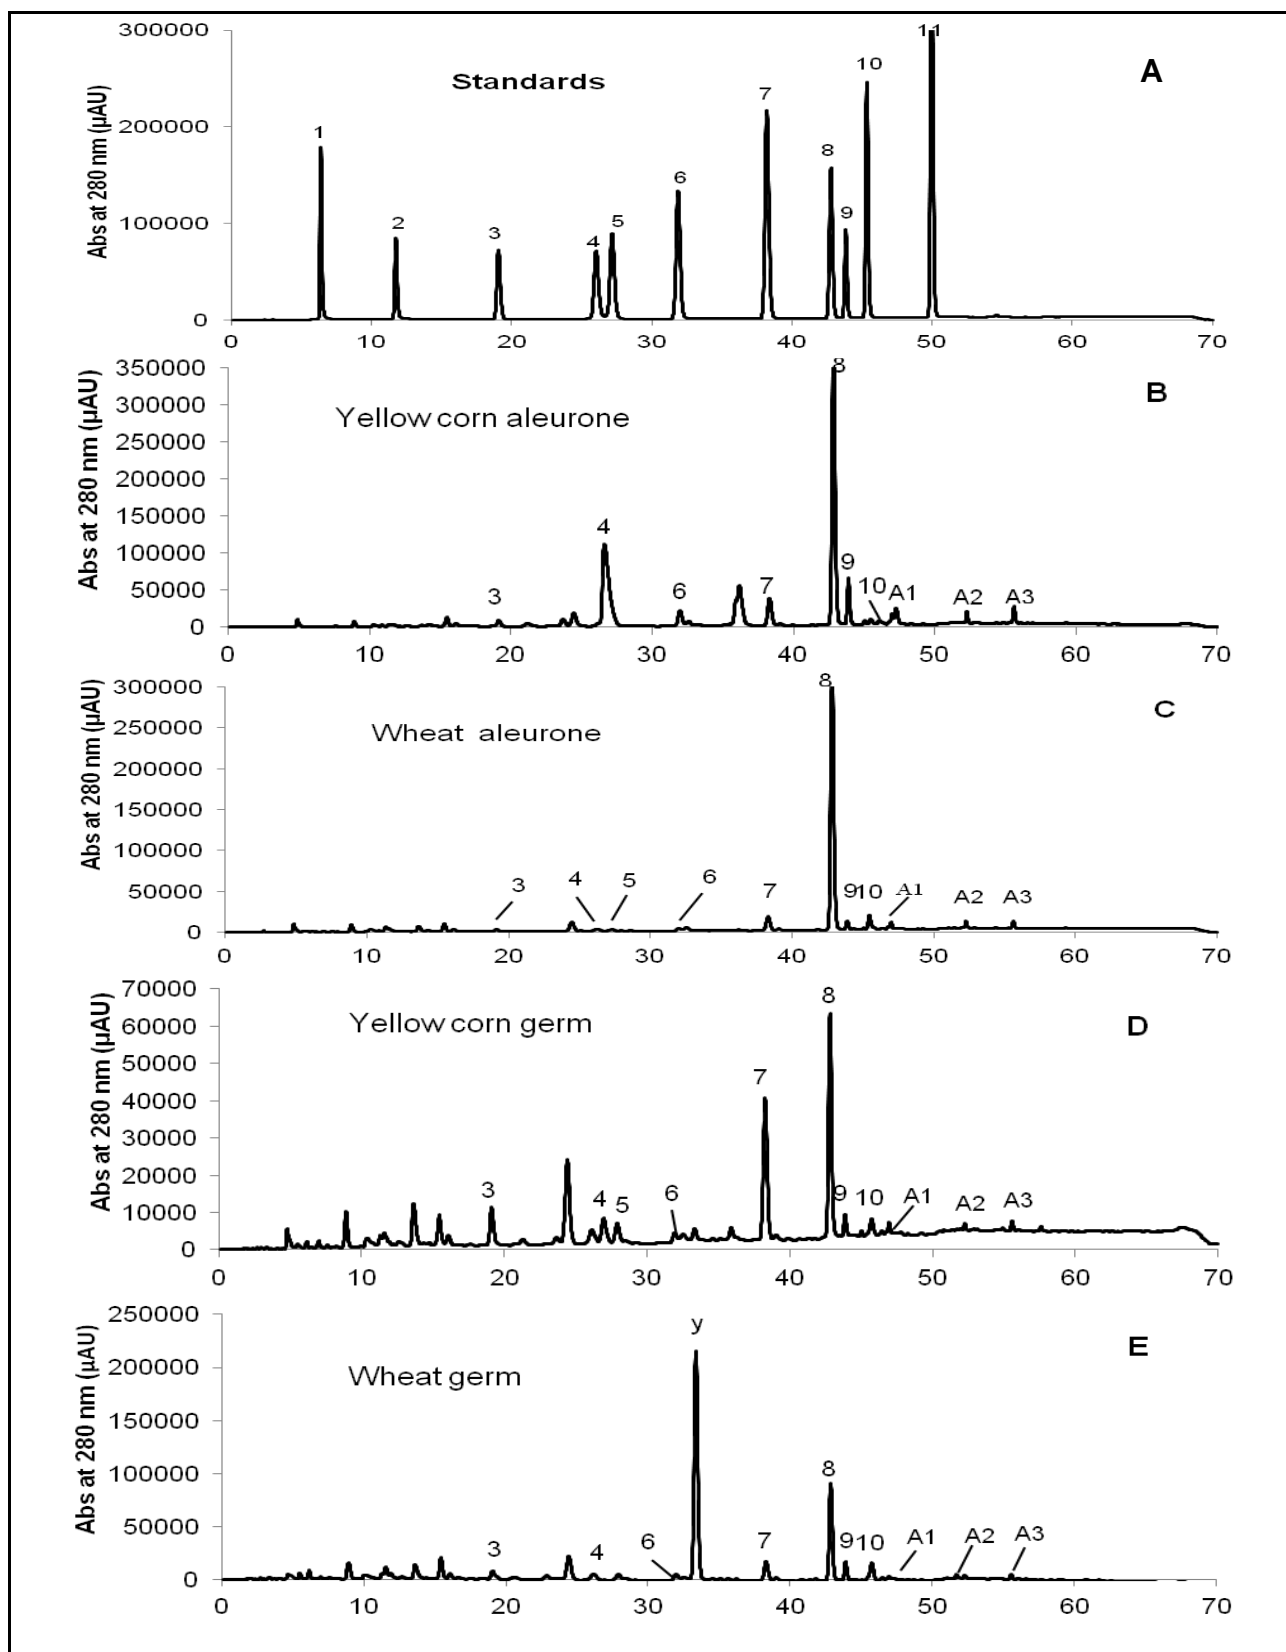 Abs at 280 nm (µAU)
Standards
A
300000
200000
100000
0
1
2
3
4
5
6
7
8
9
10
11
0 10 20 30 40 50 60 70
Abs at 280 nm (µAU)
Yellow corn aleurone
B
350000
300000
250000
200000
150000
100000
50000
0
3
4
6
7
8
9
10
A1
A2
A3
0 10 20 30 40 50 60 70
Abs at 280 nm (µAU)
Wheat aleurone
C
300000
250000
200000
150000
100000
50000
0
3
4
5
6
7
8
9
10
A1
A2
A3
0 10 20 30 40 50 60 70
Abs at 280 nm (µAU)
Yellow corn germ
D
70000
60000
50000
40000
30000
20000
10000
0
3
4
5
6
7
8
9
10
A1
A2
A3
0 10 20 30 40 50 60 70
Abs at 280 nm (µAU)
Wheat germ
E
250000
200000
150000
100000
50000
0
3
4
6
y
7
8
9
10
A1
A2
A3
0 10 20 30 40 50 60 70